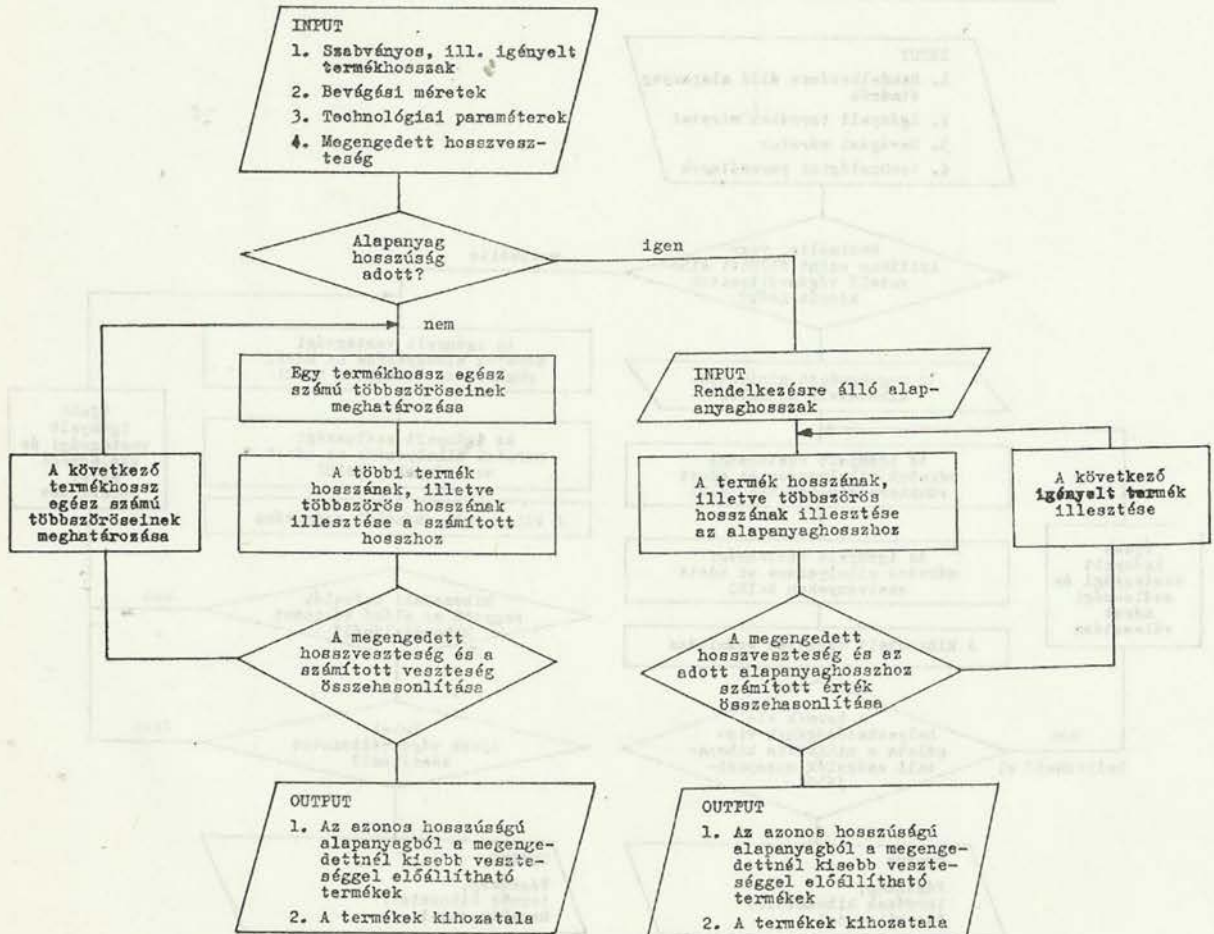 INPUT
1. Szabványos, ill. igényelt
termékhosszak
2. Bevágási méretek
3. Technológiai paraméterek
4. Megengedett hosszvesz-
teség
Alapanyag
hosszúság
adott?
igen
nem
Egy termékhossz egész
számú többszöröseinek
meghatározása
INPUT
Rendelkezésre álló alap-
anyaghosszak
A következő
termékhossz
egész számú
többszöröseinek
meghatározása
A többi termék
hosszának, illetve
többszörös hosszának
illesztése a számított
hosszhoz
A termék hosszának,
illetve többszörös
hosszának illesztése
az alapanyaghosszhoz
A következő
igényelt termék
illesztése
A megengedett
hosszveszteség és a
számított veszteség
összehasonlítása
A megengedett
hosszveszteség és az
adott alapanyaghosszhoz
számított érték
összehasonlítása
OUTPUT
1. Az azonos hosszúságú
alapanyagból a megenge-
dettnél kisebb veszte-
séggel előállítható
termékek
2. A termékek kihozatala
OUTPUT
1. Az azonos hosszúságú
alapanyagból a megenge-
dettnél kisebb veszte-
séggel előállítható
termékek
2. A termékek kihozatala